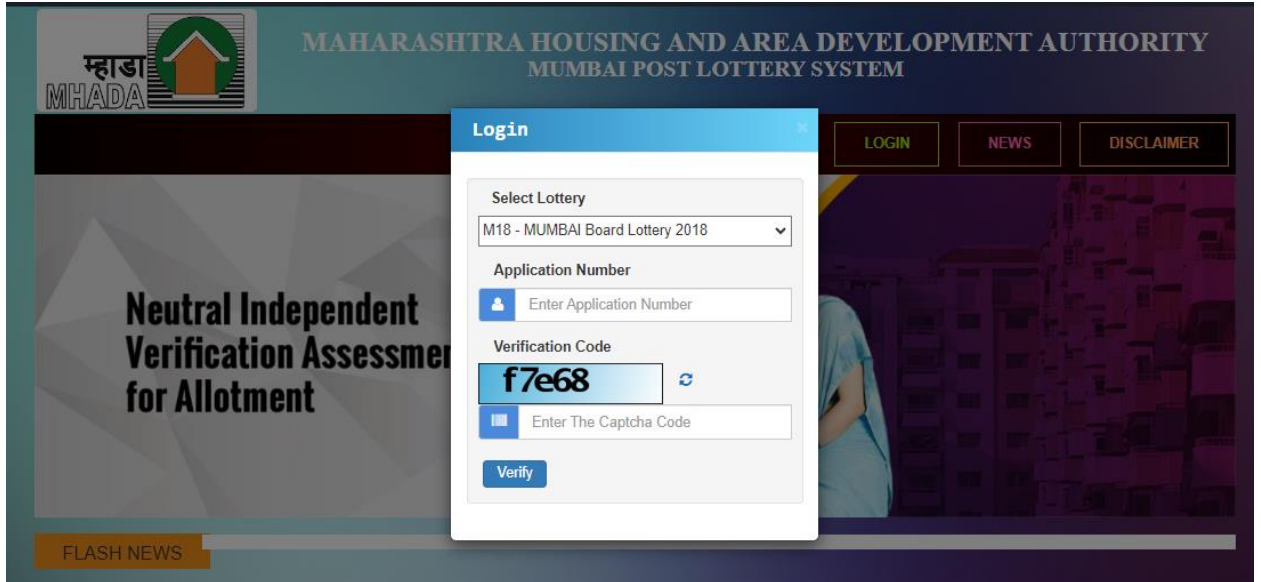 म्हाडा
MHADA
MAHARASHTRA HOUSING AND AREA DEVELOPMENT AUTHORITY
MUMBAI POST LOTTERY SYSTEM
LOGIN
NEWS
DISCLAIMER
Login
×
Select Lottery
M18 - MUMBAI Board Lottery 2018
Application Number
Enter Application Number
Verification Code
f7e68
Enter The Captcha Code
Verify
Neutral Independent
Verification Assessmen
for Allotment
FLASH NEWS